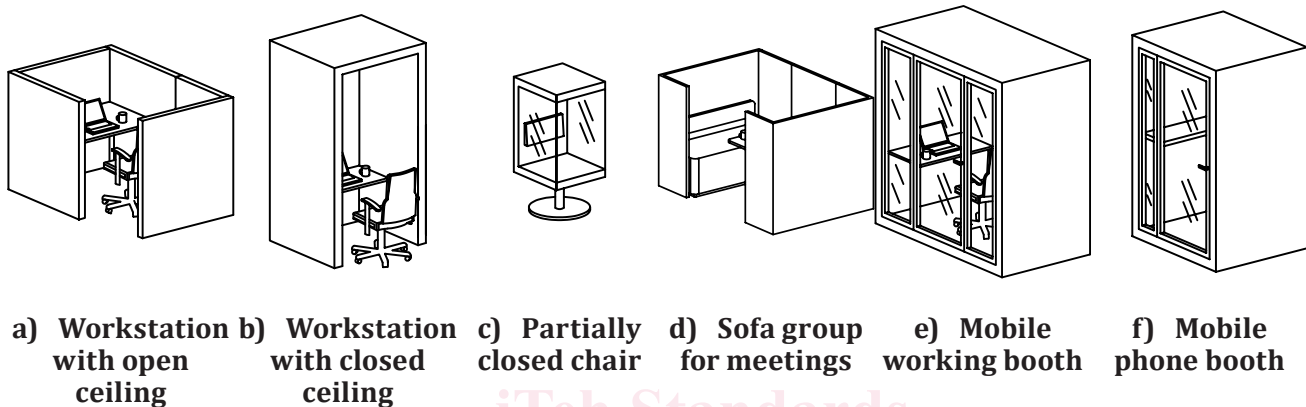 a) Workstation with open ceiling
b) Workstation with closed ceiling
c) Partially closed chair
d) Sofa group for meetings
e) Mobile working booth
f) Mobile phone booth
iTeh Standards